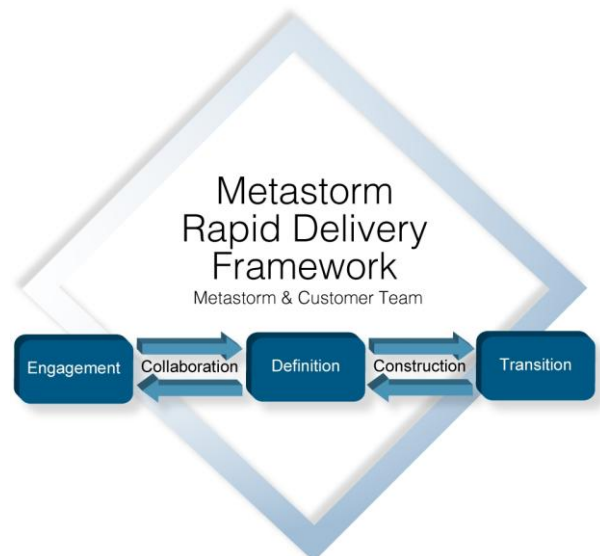 Metastorm
Rapid Delivery
Framework
Metastorm & Customer Team
Engagement
Collaboration
Definition
Construction
Transition